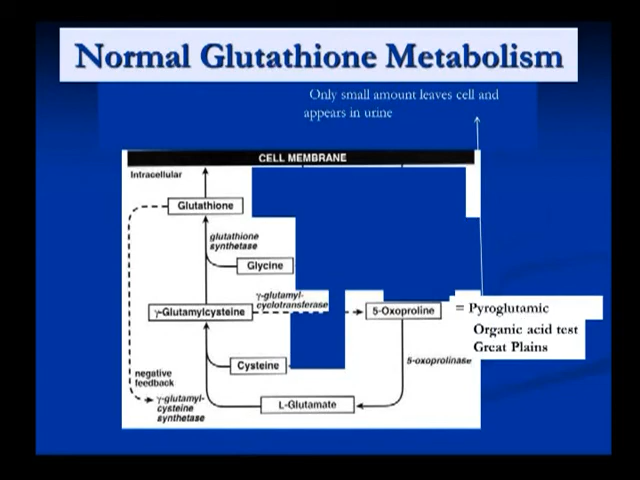 Normal Glutathione Metabolism
Only small amount leaves cell and
appears in urine
CELL MEMBRANE
Intracellular
Glutathione
glutathione
synthetase
Glycine
γ-glutamyl-
cyclotransferase
γ-Glutamylcysteine
5-Oxoproline
= Pyroglutamic
Organic acid test
Great Plains
5-oxoprolinase
Cysteine
negative
feedback
γ-glutamyl-
cysteine
synthetase
L-Glutamate